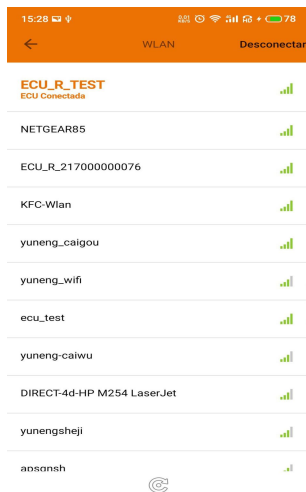 15:28 78
WLAN Desconectar
ECU_R_TEST
ECU Conectada
NETGEAR85
ECU_R_217000000076
KFC-Wlan
yuneng_caigou
yuneng_wifi
ecu_test
yuneng-caiwu
DIRECT-4d-HP M254 LaserJet
yunengsheji
apsqnsh